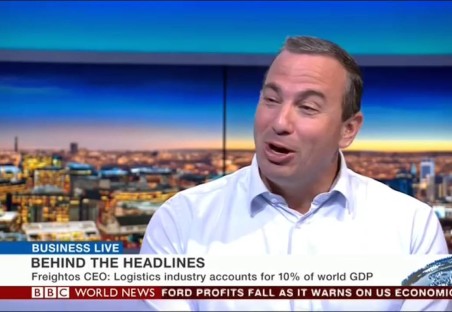 BUSINESS LIVE
BEHIND THE HEADLINES
Freightos CEO: Logistics industry accounts for 10% of world GDP
BBC WORLD NEWS FORD PROFITS FALL AS IT WARNS ON US ECONOMIC